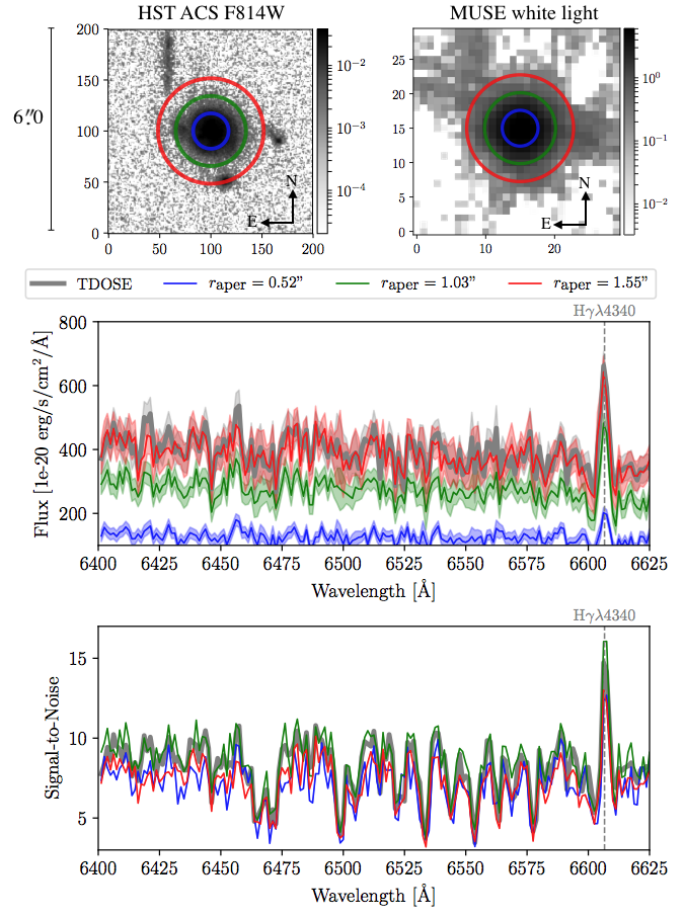 HST ACS F814W
MUSE white light
6.″0
200
150
100
50
0
0 50 100 150 200
10−2
10−3
10−4
N
E
25
20
15
10
5
0
0 10 20
100
10−1
10−2
N
E
TDOSE
raper = 0.52”
raper = 1.03”
raper = 1.55”
Hγλ4340
800
600
400
200
Flux [1e-20 erg/s/cm²/Å]
6400 6425 6450 6475 6500 6525 6550 6575 6600 6625
Wavelength [Å]
Hγλ4340
15
10
5
Signal-to-Noise
6400 6425 6450 6475 6500 6525 6550 6575 6600 6625
Wavelength [Å]